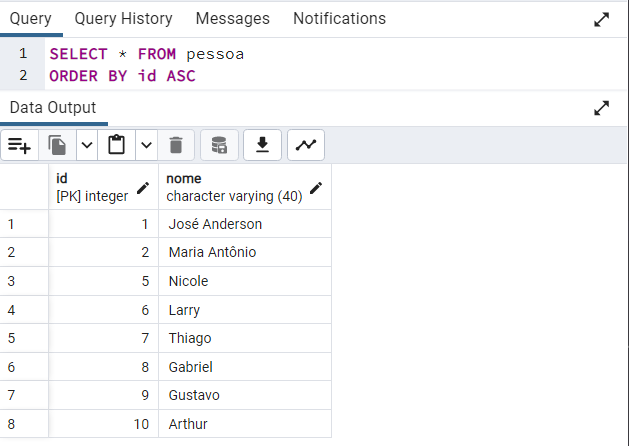 Query Query History Messages Notifications
1 SELECT * FROM pessoa
2 ORDER BY id ASC
Data Output
id nome
[PK] integer character varying (40)
1 1 José Anderson
2 2 Maria Antônio
3 5 Nicole
4 6 Larry
5 7 Thiago
6 8 Gabriel
7 9 Gustavo
8 10 Arthur